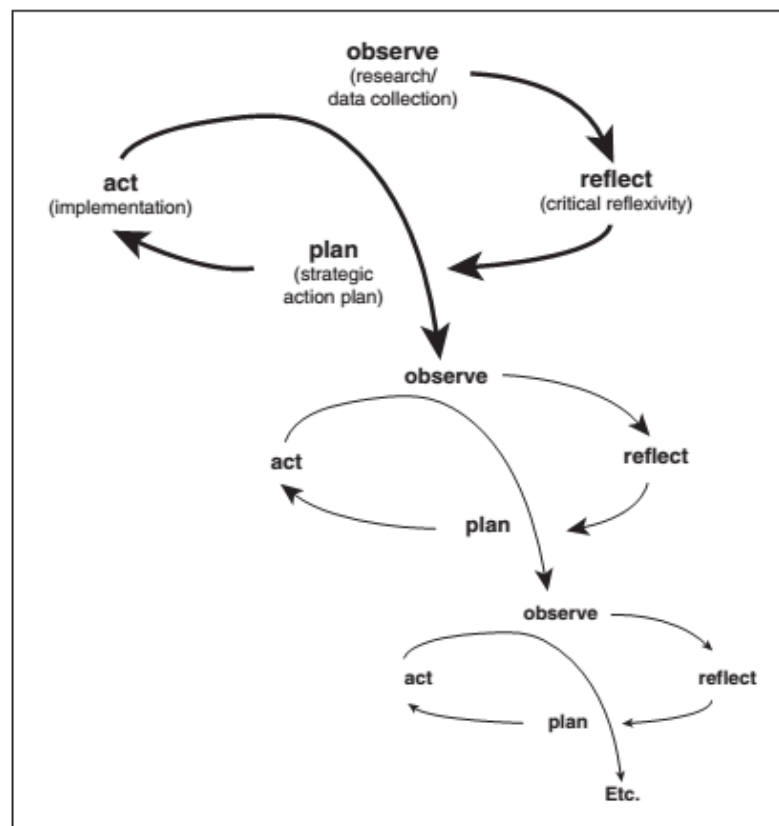 observe
(research/
data collection)
act
(implementation)
reflect
(critical reflexivity)
plan
(strategic
action plan)
observe
act
reflect
plan
observe
act
reflect
plan
Etc.